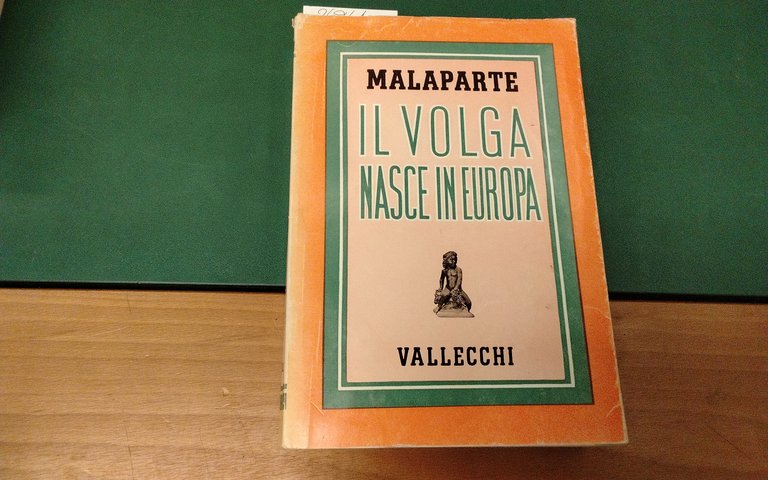 MALAPARTE
IL VOLGA
NASCE IN EUROPA
VALLECCHI